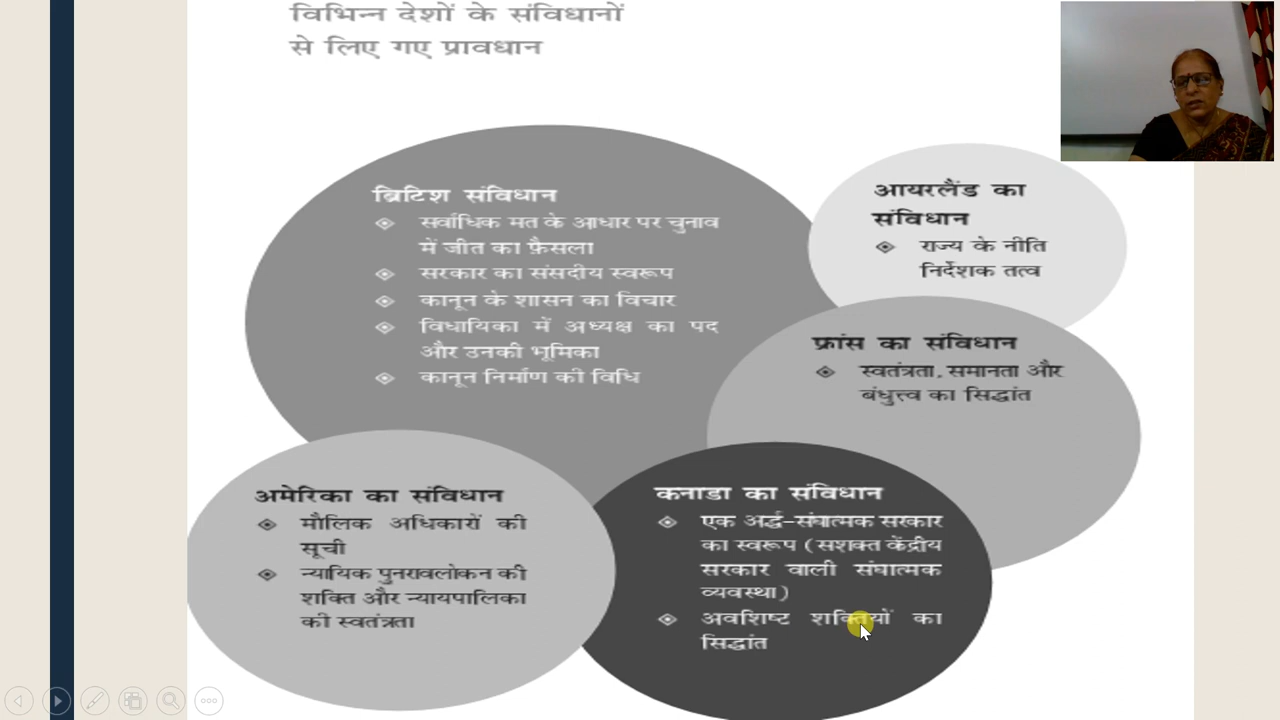 विभिन्न देशों के संविधानों
से लिए गए प्रावधान
ब्रिटिश संविधान
सर्वाधिक मत के आधार पर चुनाव
में जीत का फ़ैसला
सरकार का संसदीय स्वरूप
कानून के शासन का विचार
विधायिका में अध्यक्ष का पद
और उनकी भूमिका
कानून निर्माण की विधि
आयरलैंड का
संविधान
राज्य के नीति
निर्देशक तत्व
फ्रांस का संविधान
स्वतंत्रता, समानता और
बंधुत्त्व का सिद्धांत
अमेरिका का संविधान
मौलिक अधिकारों की
सूची
न्यायिक पुनरावलोकन की
शक्ति और न्यायपालिका
की स्वतंत्रता
कनाडा का संविधान
एक अर्द्ध-संघात्मक सरकार
का स्वरूप (सशक्त केंद्रीय
सरकार वाली संघात्मक
व्यवस्था)
अवशिष्ट शक्तियों का
सिद्धांत